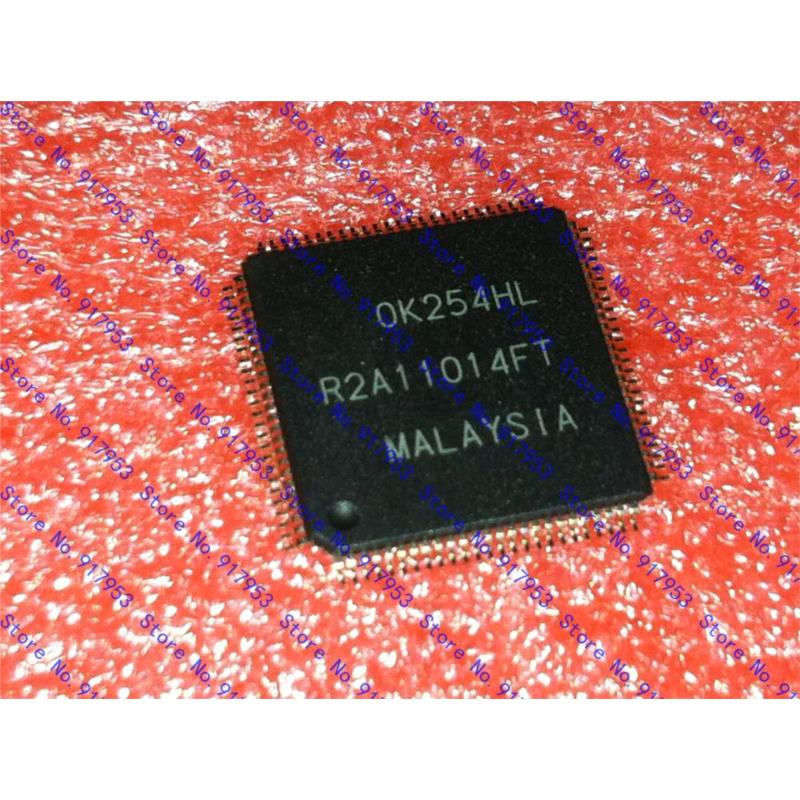 0K254HL
R2A11014FT
MALAYSIA
Store No. 917953